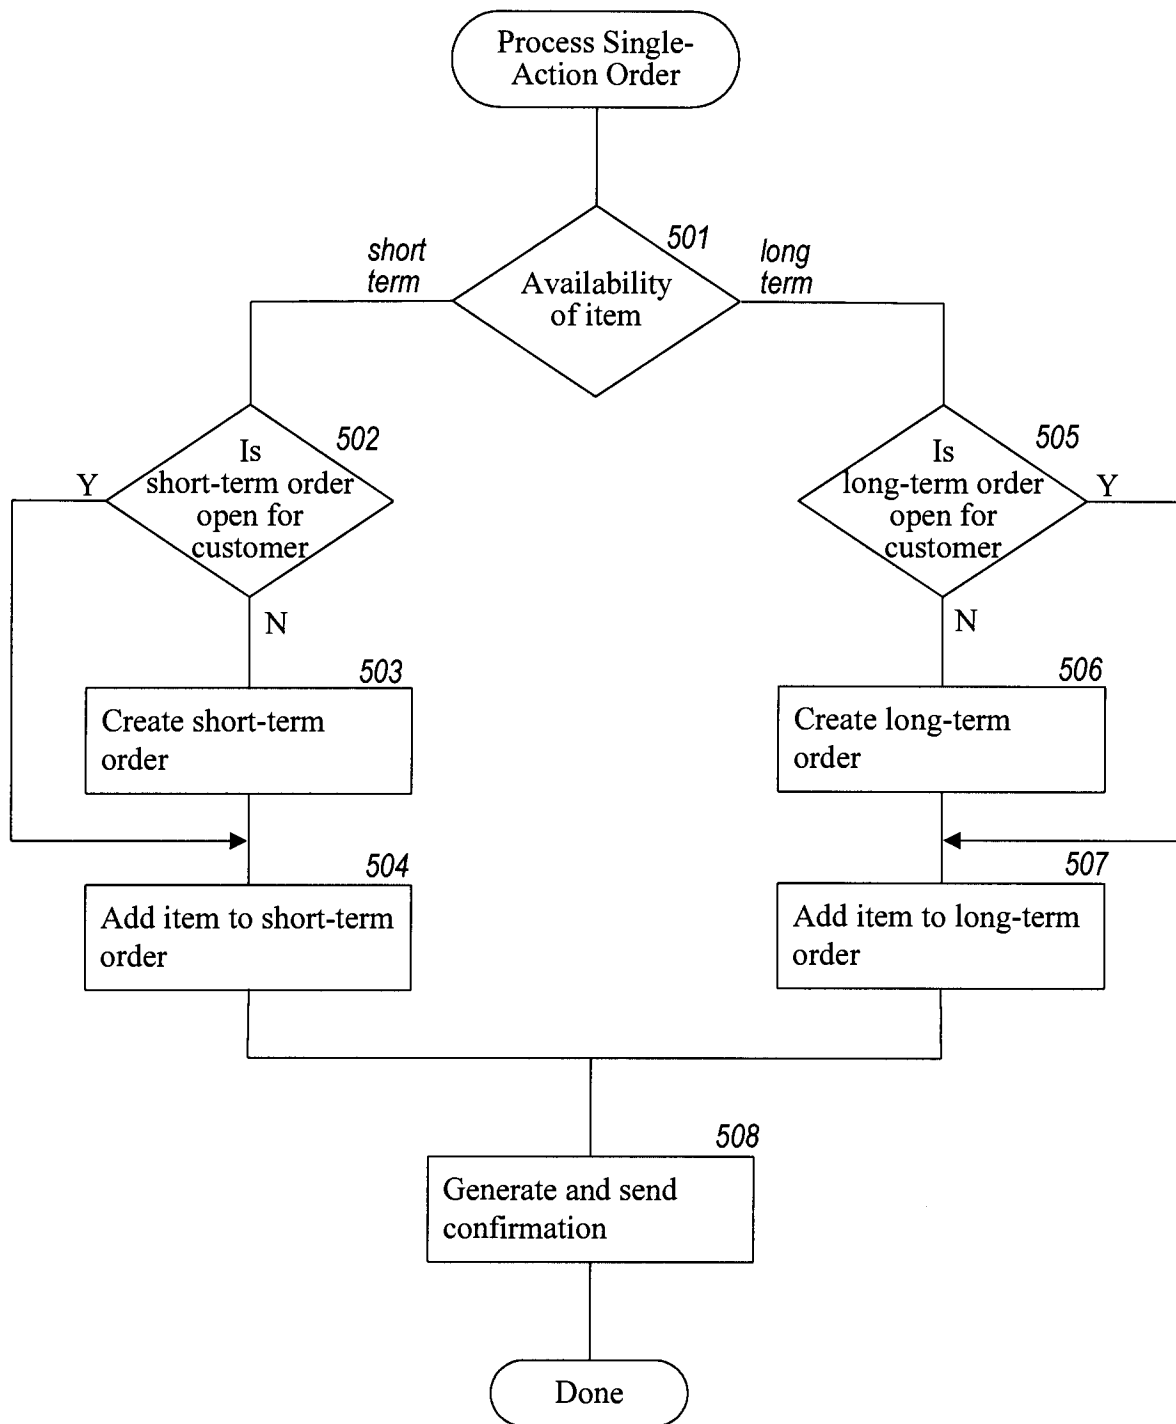 Process Single-
Action Order
501
short
term
long
term
Availability
of item
502
Is
short-term order
open for
customer
Y
N
505
Is
long-term order
open for
customer
Y
N
503
Create short-term
order
506
Create long-term
order
504
Add item to short-term
order
507
Add item to long-term
order
508
Generate and send
confirmation
Done